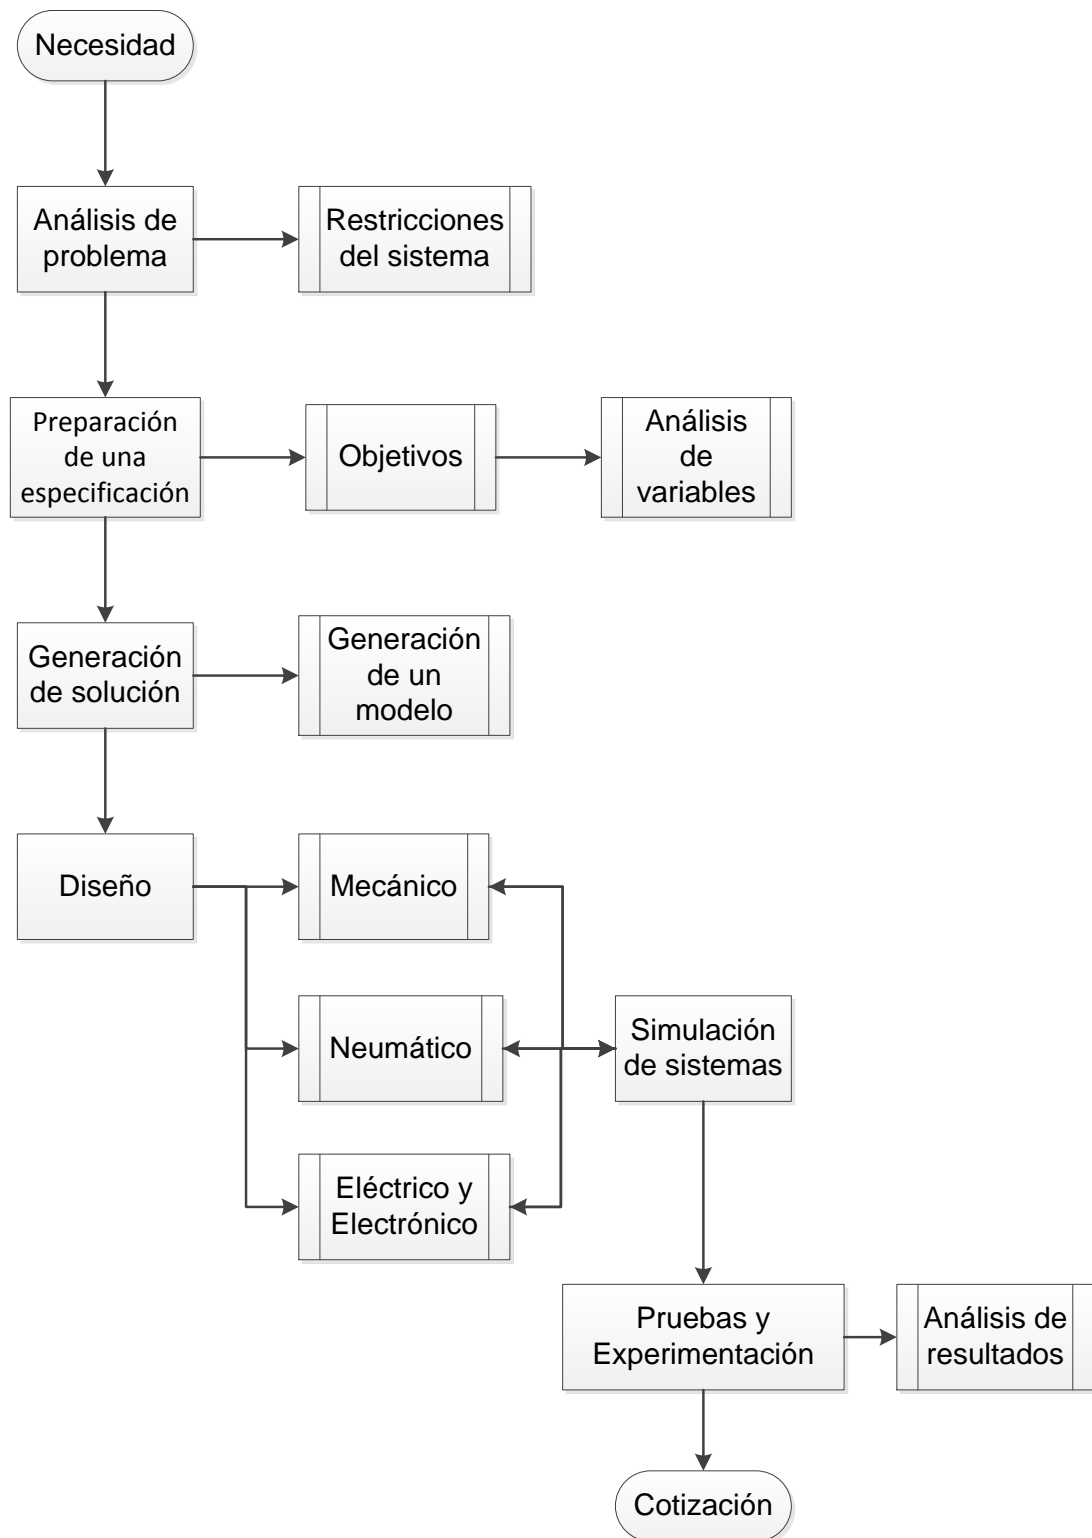 Necesidad
Análisis de
problema
Restricciones
del sistema
Preparación
de una
especificación
Objetivos
Análisis
de
variables
Generación
de solución
Generación
de un
modelo
Diseño
Mecánico
Neumático
Simulación
de sistemas
Eléctrico y
Electrónico
Pruebas y
Experimentación
Análisis de
resultados
Cotización